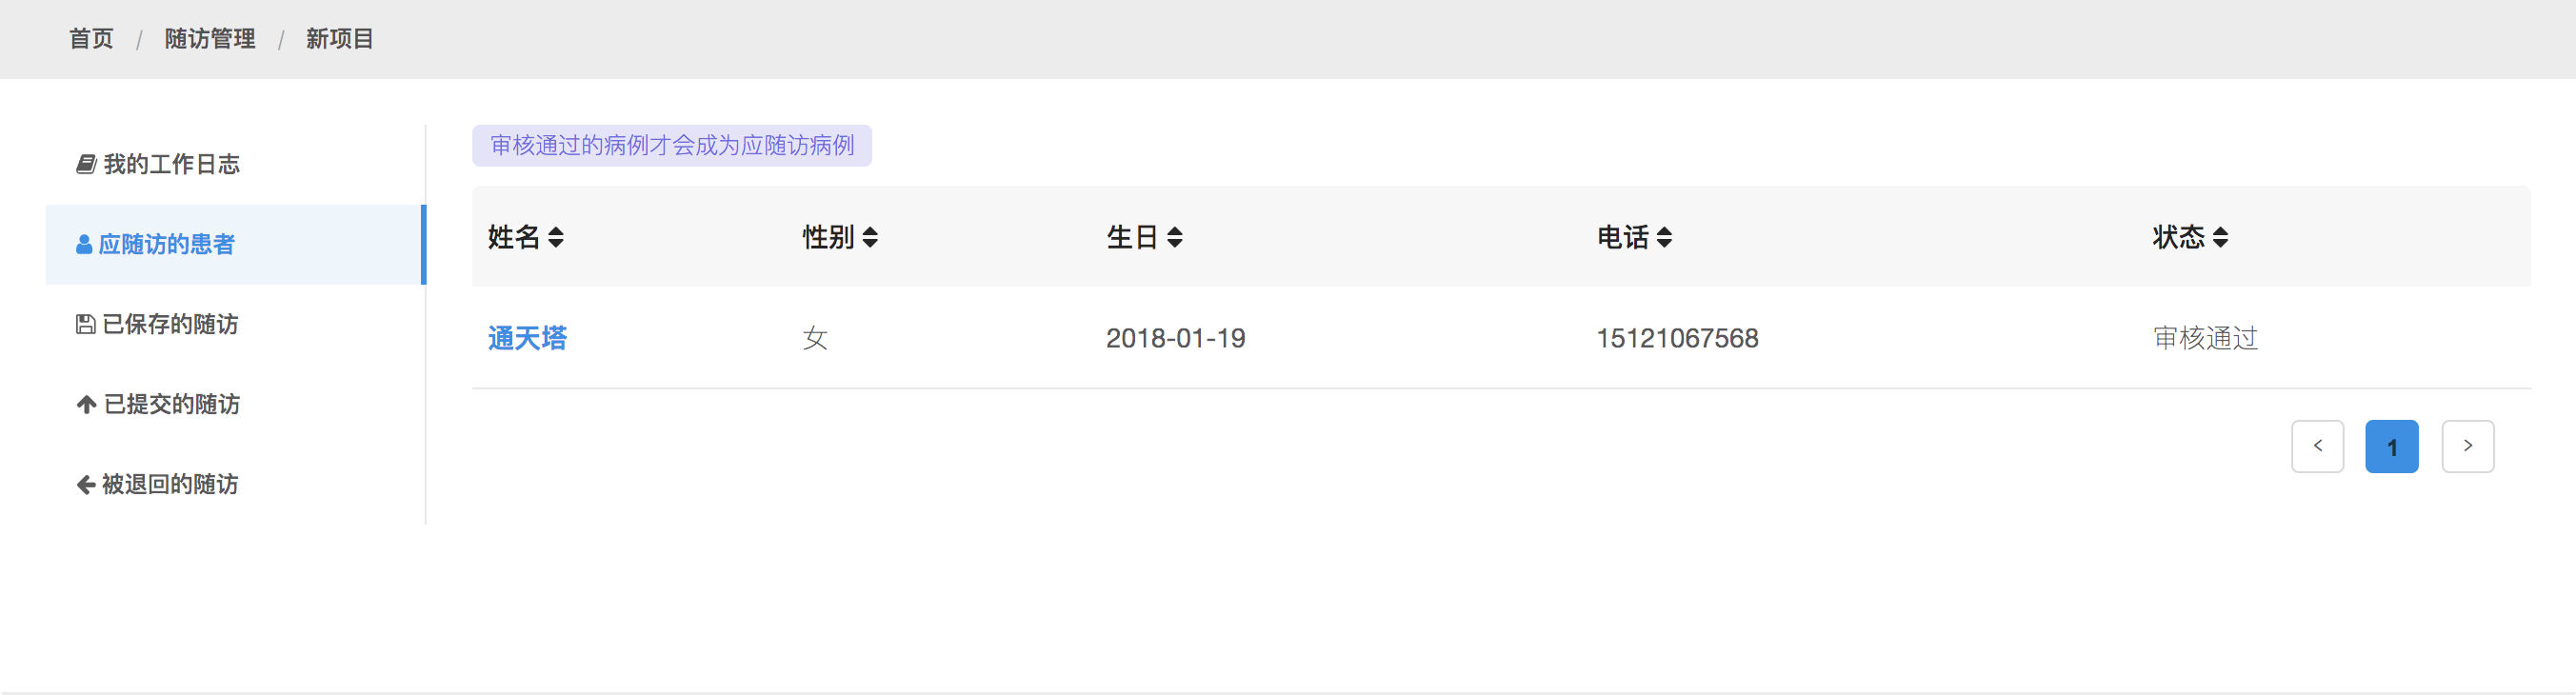 首页 / 随访管理 / 新项目
我的工作日志
应随访的患者
已保存的随访
已提交的随访
被退回的随访
审核通过的病例才会成为应随访病例
姓名 性别 生日 电话 状态
通天塔 女 2018-01-19 15121067568 审核通过
< 1 >